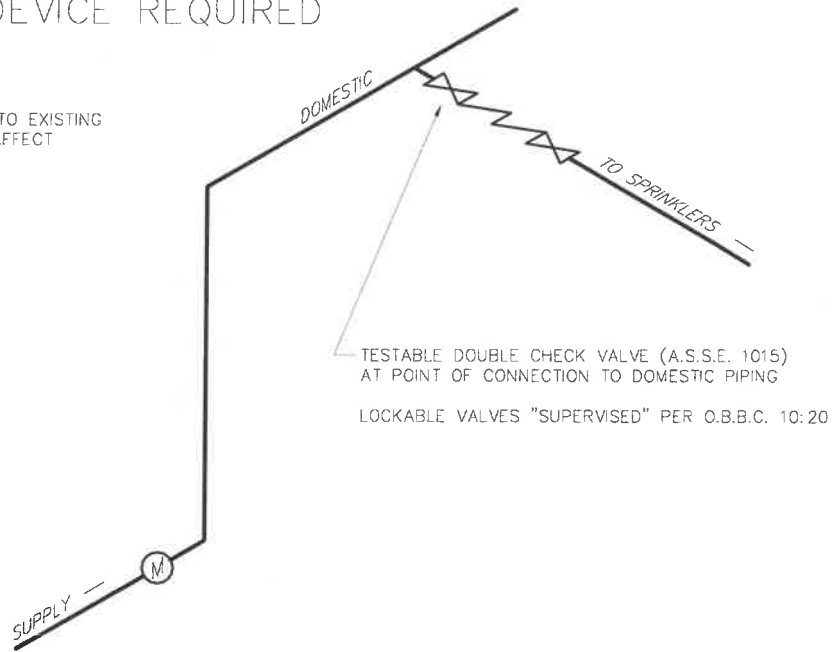 DEVICE REQUIRED
TO EXISTING
AFFECT
DOMESTIC
TO SPRINKLERS —
TESTABLE DOUBLE CHECK VALVE (A.S.S.E. 1015)
AT POINT OF CONNECTION TO DOMESTIC PIPING
LOCKABLE VALVES "SUPERVISED" PER O.B.B.C. 10:20
M
SUPPLY —